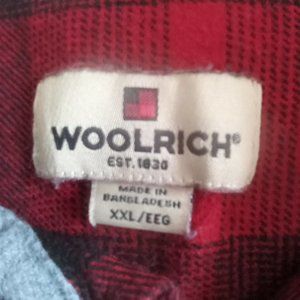 WOOLRICH®
EST. 1830
MADE IN
BANGLADESH
XXL/EEG